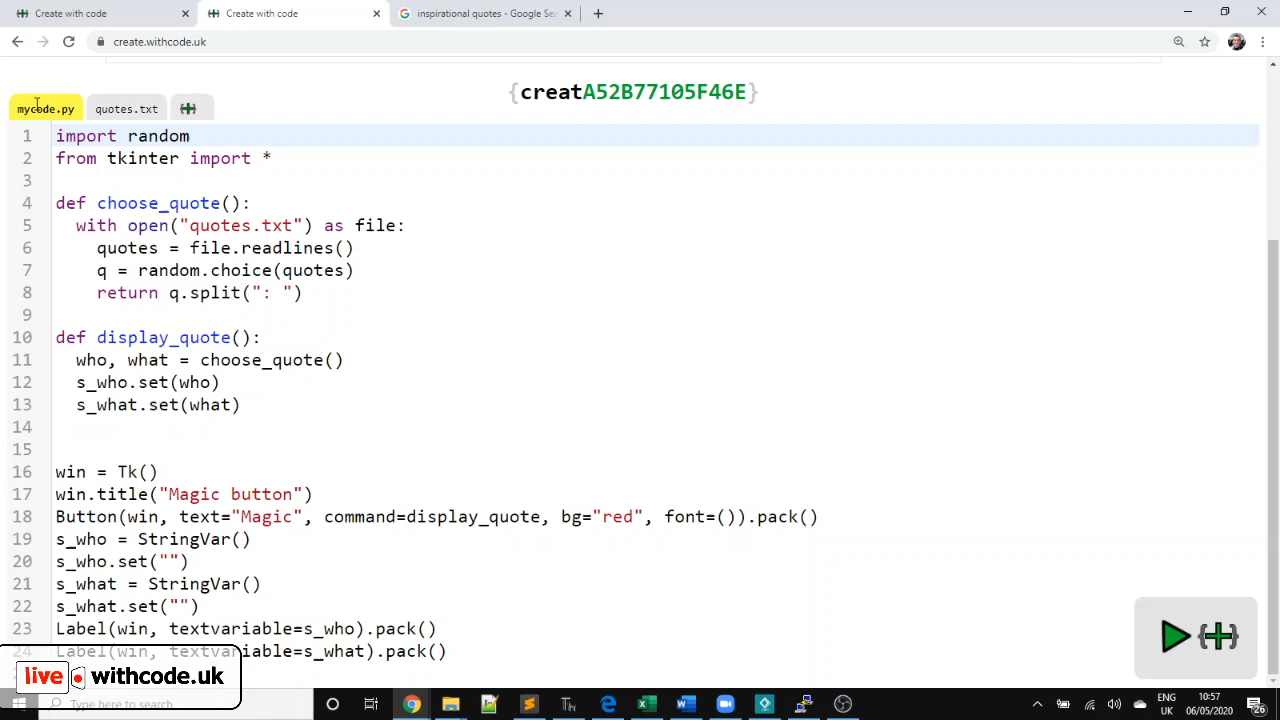 Create with code
Create with code
inspirational quotes - Google Se
create.withcode.uk
{creatA52B77105F46E}
mycode.py quotes.txt {+}
1 import random
2 from tkinter import *
3
4 def choose_quote():
5 with open("quotes.txt") as file:
6 quotes = file.readlines()
7 q = random.choice(quotes)
8 return q.split(": ")
9
10 def display_quote():
11 who, what = choose_quote()
12 s_who.set(who)
13 s_what.set(what)
14
15
16 win = Tk()
17 win.title("Magic button")
18 Button(win, text="Magic", command=display_quote, bg="red", font=()).pack()
19 s_who = StringVar()
20 s_who.set("")
21 s_what = StringVar()
22 s_what.set("")
23 Label(win, textvariable=s_who).pack()
24 Label(win, textvariable=s_what).pack()
{+}
live withcode.uk
Type here to search
ENG
UK
10:57
06/05/2020
26